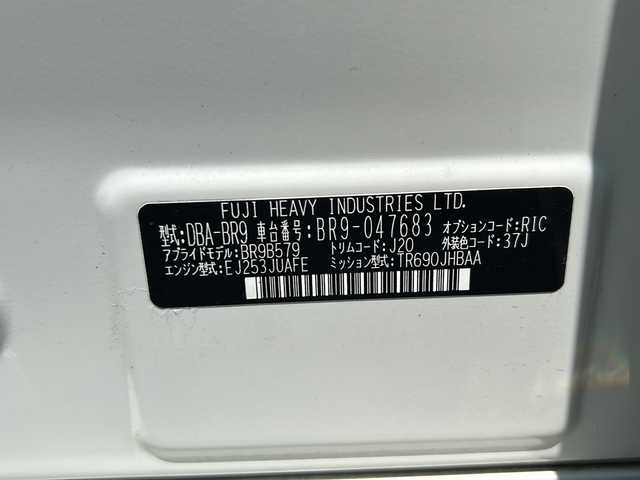 FUJI HEAVY INDUSTRIES LTD.
型式:DBA-BR9 車台番号:BR9-047683 オプションコード:RIC
アプライドモデル:BR9B579 トリムコード:J20 外装色コード:37J
エンジン型式:EJ253JUAFE ミッション型式:TR690JHBAA